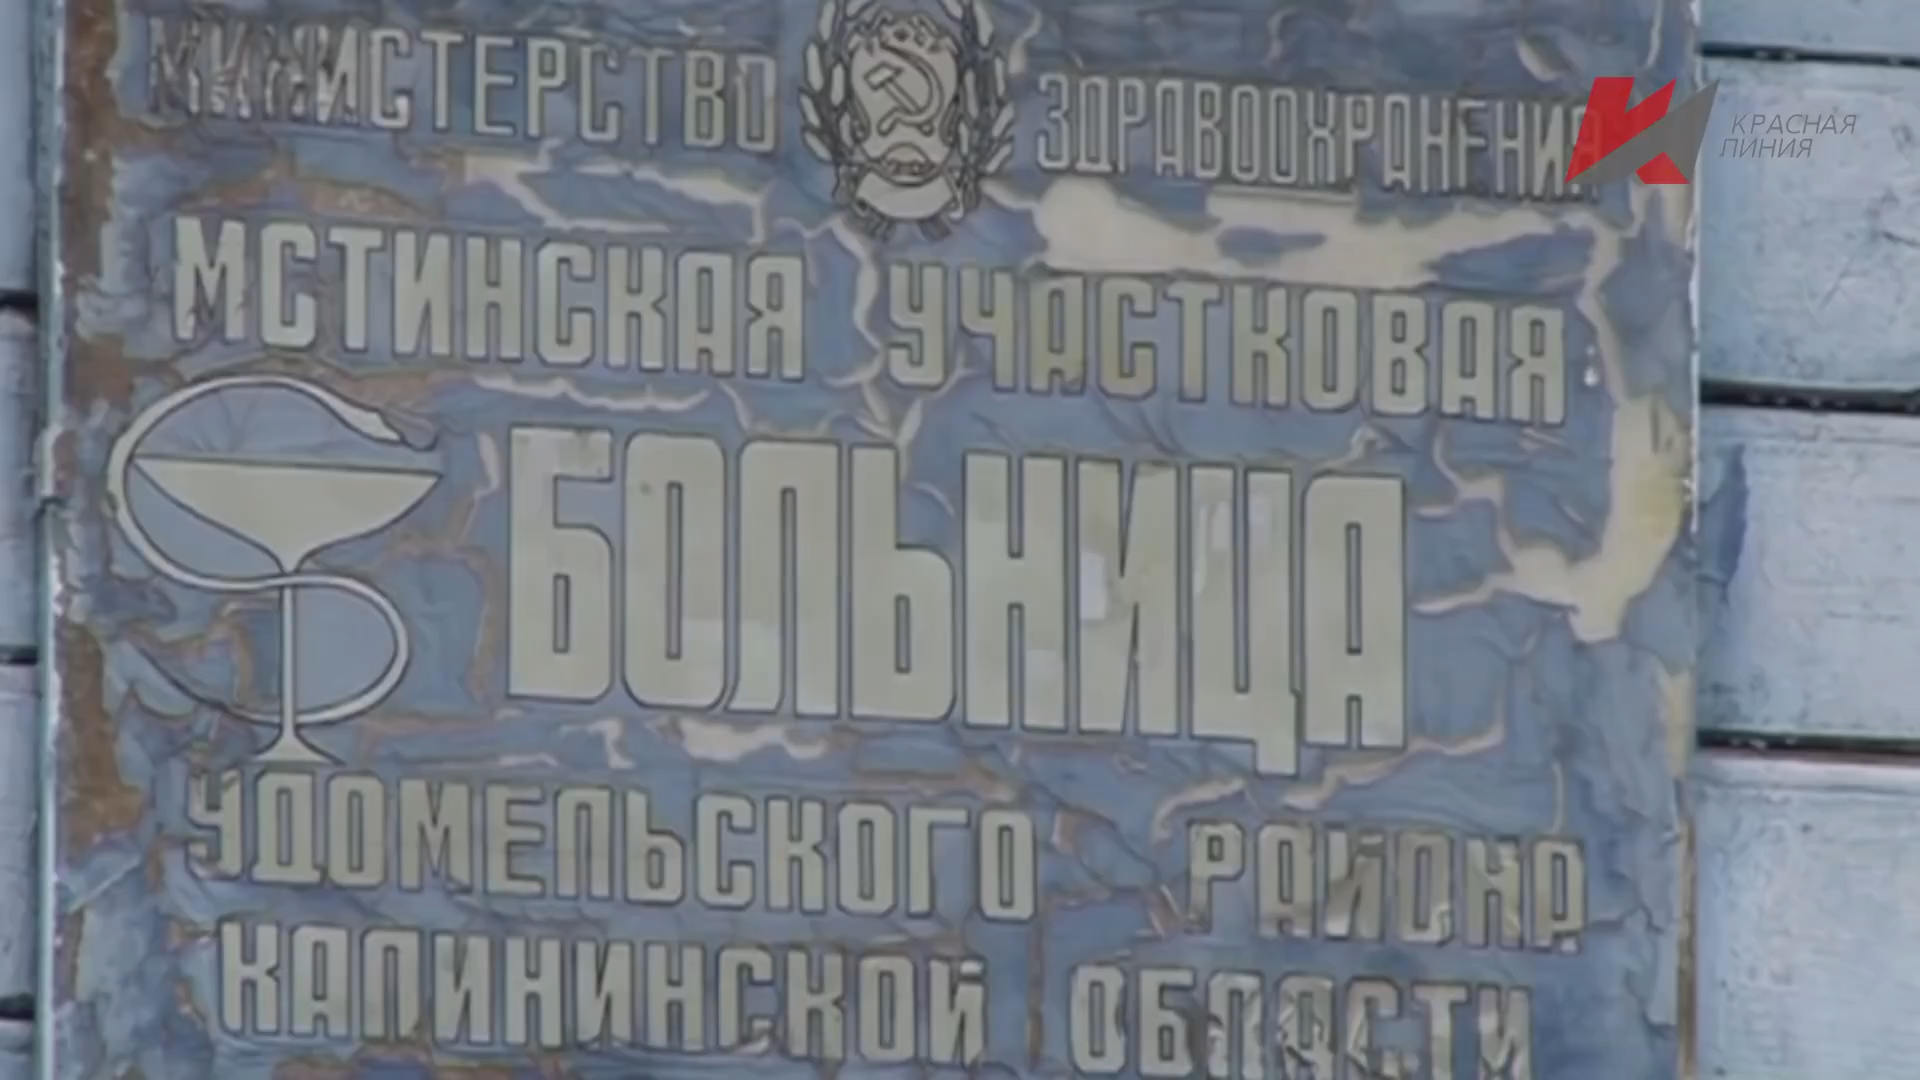 МИНИСТЕРСТВО ЗДРАВООХРАНЕНИЯ
КРАСНАЯ
ЛИНИЯ
МСТИНСКАЯ УЧАСТКОВАЯ
БОЛЬНИЦА
УДОМЕЛЬСКОГО РАЙОНА
КАЛИНИНСКОЙ ОБЛАСТИ